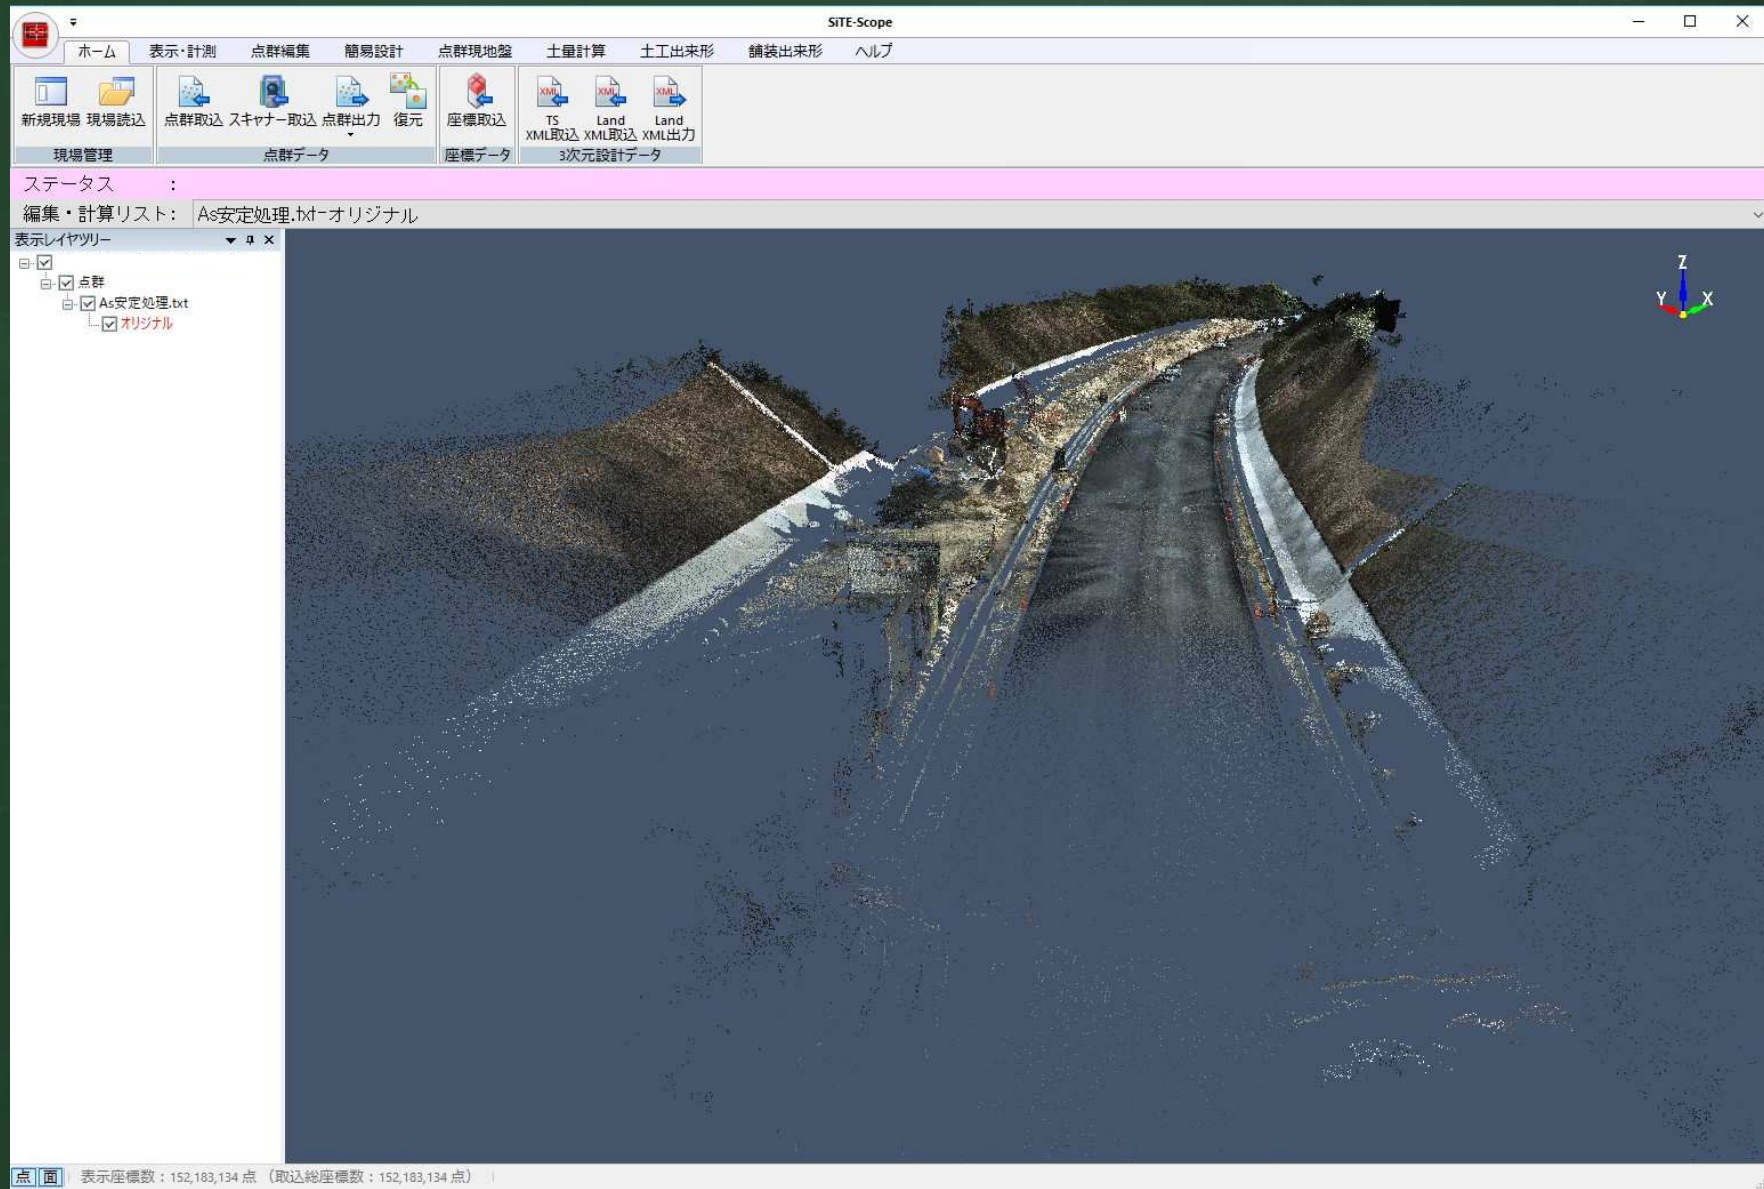 SiTE-Scope
ホーム 表示・計測 点群編集 簡易設計 点群現地盤 土量計算 土工出来形 舗装出来形 ヘルプ
新規現場 現場読込 点群取込 スキャナー取込 点群出力 復元 座標取込 TS XML取込 Land XML取込 Land XML出力
XML XML XML
現場管理 点群データ 座標データ 3次元設計データ
ステータス :
編集・計算リスト: As安定処理.txt-オリジナル
表示レイヤツリー
点群
As安定処理.txt
オリジナル
Z
Y X
点 面 表示座標数:152,183,134 点 (取込総座標数:152,183,134 点)